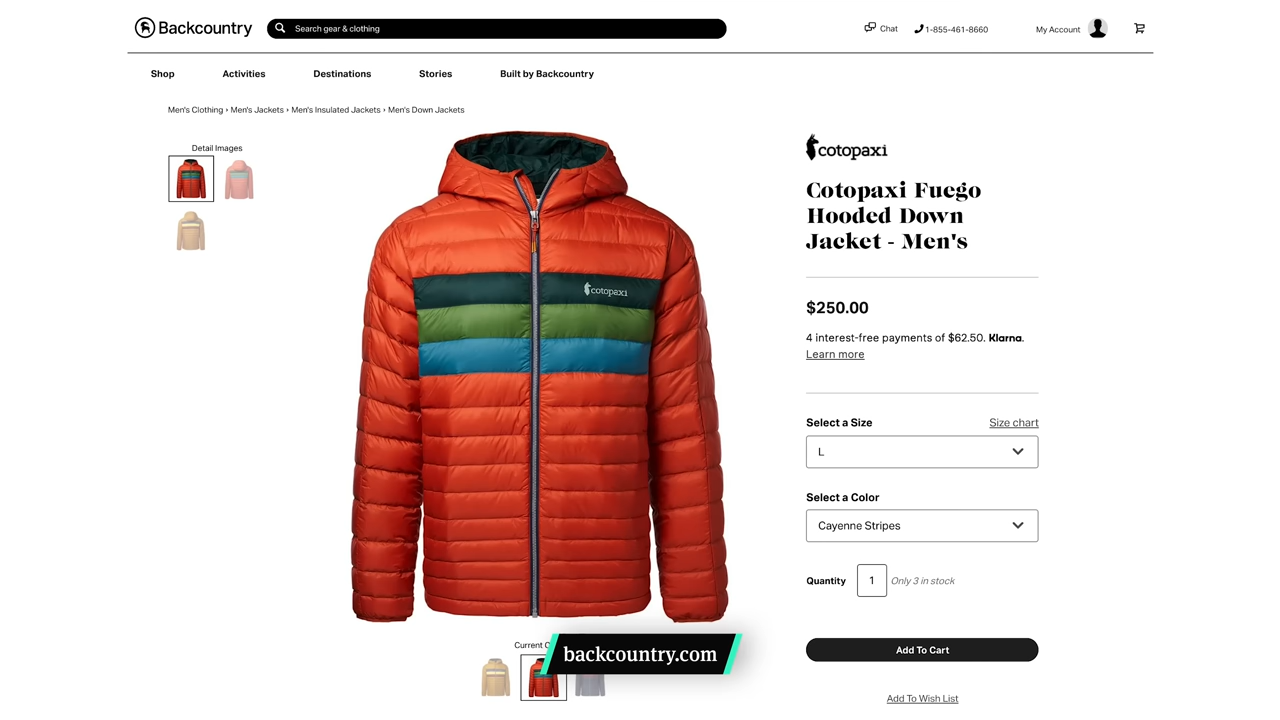 Backcountry
Search gear & clothing
Chat
1-855-461-8660
My Account
Shop
Activities
Destinations
Stories
Built by Backcountry
Men's Clothing › Men's Jackets › Men's Insulated Jackets › Men's Down Jackets
Detail Images
cotopaxi
cotopaxi
Cotopaxi Fuego
Hooded Down
Jacket - Men's
$250.00
4 interest-free payments of $62.50. Klarna.
Learn more
Select a Size
Size chart
L
Select a Color
Cayenne Stripes
Quantity
1
Only 3 in stock
Add To Cart
Add To Wish List
Current
backcountry.com